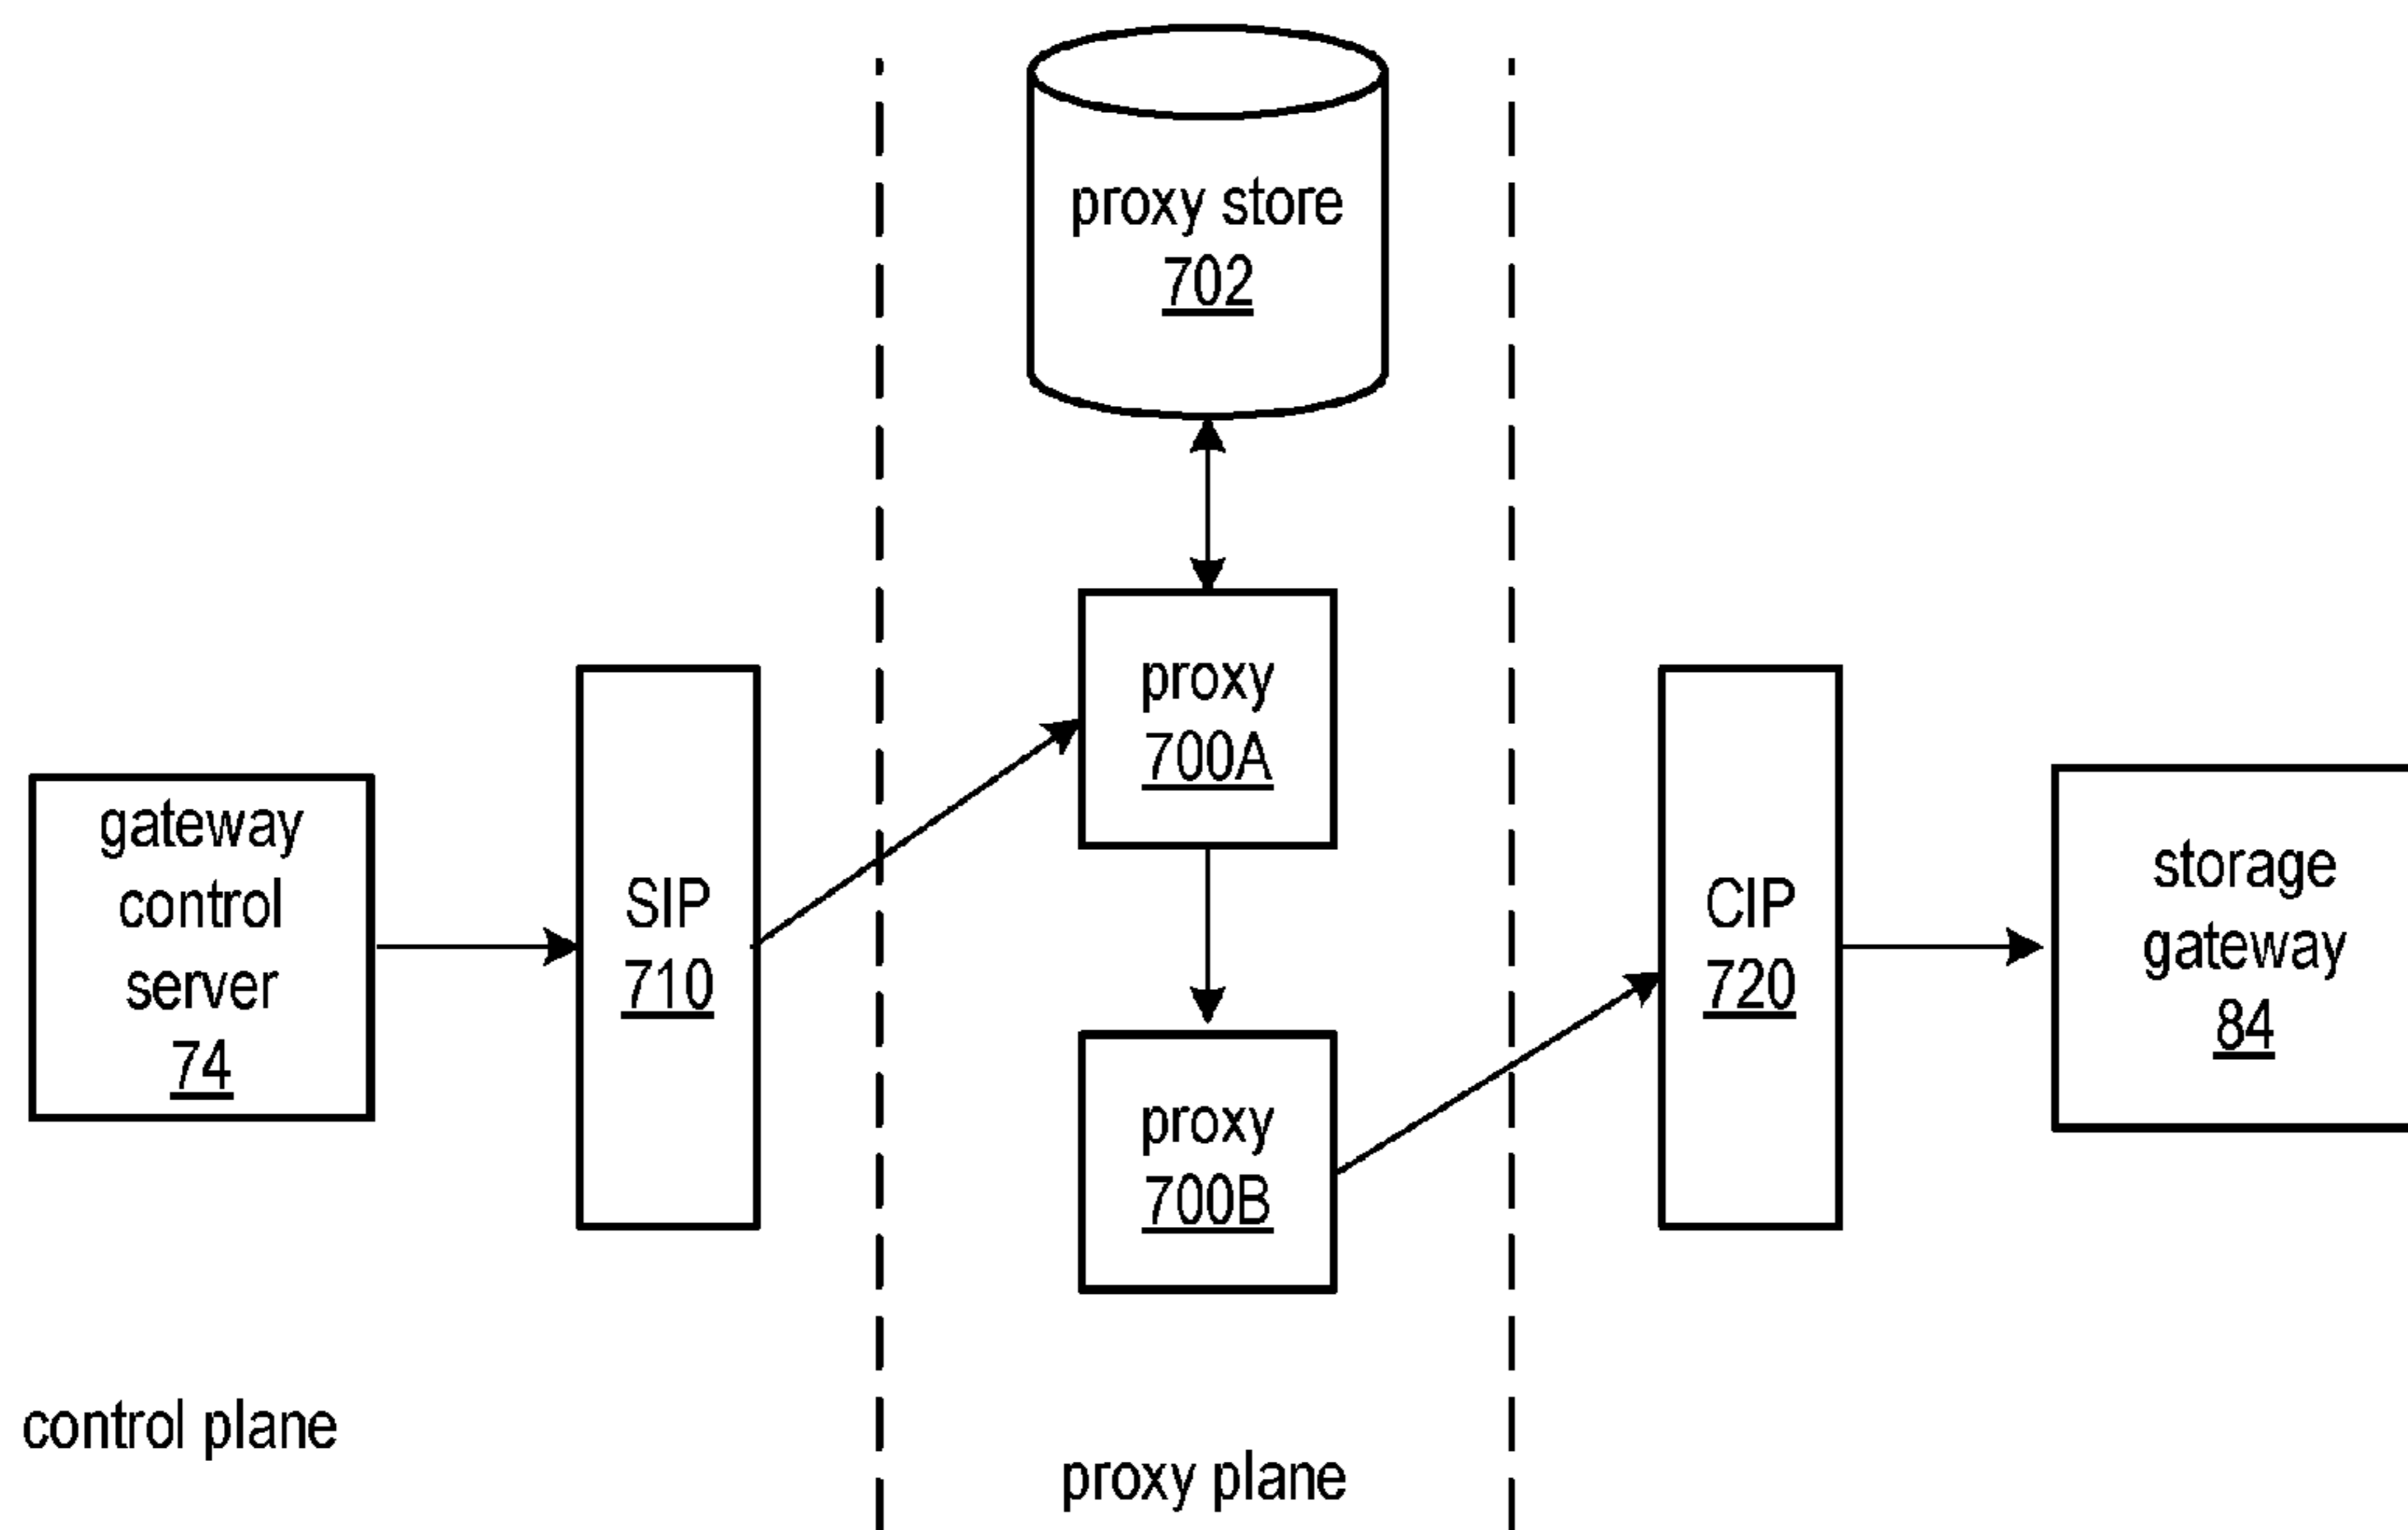 proxy store
702
proxy
700A
gateway
control
server
74
SIP
710
CIP
720
storage
gateway
84
proxy
700B
control plane
proxy plane